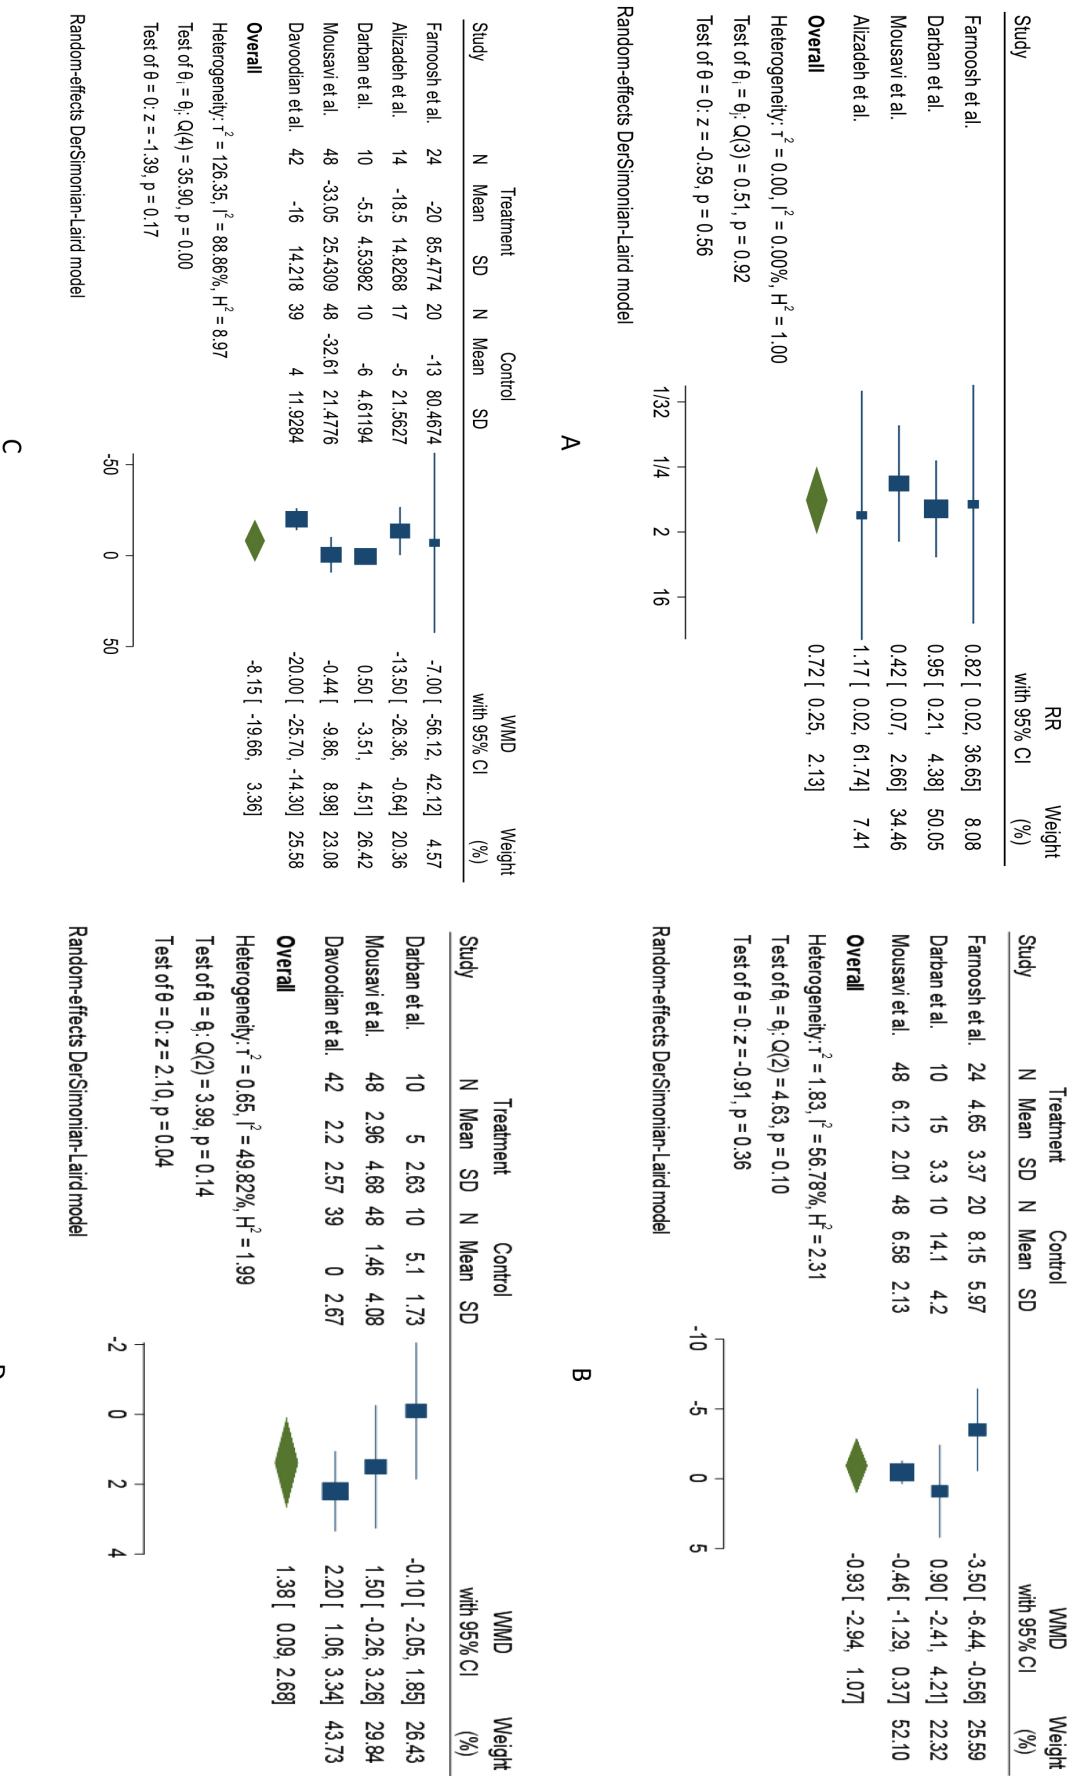 Study RR with 95% CI Weight (%)
Farnoosh et al. 0.82 [ 0.02, 36.65] 8.08
Darban et al. 0.95 [ 0.21, 4.38] 50.05
Mousavi et al. 0.42 [ 0.07, 2.66] 34.46
Alizadeh et al. 1.17 [ 0.02, 61.74] 7.41
Overall 0.72 [ 0.25, 2.13]
Heterogeneity: τ² = 0.00, I² = 0.00%, H² = 1.00
Test of θᵢ = θⱼ: Q(3) = 0.51, p = 0.92
Test of θ = 0: z = -0.59, p = 0.56
1/32 1/4 2 16
Random-effects DerSimonian-Laird model
A
Treatment Control WMD Weight
Study N Mean SD N Mean SD with 95% CI (%)
Farnoosh et al. 24 4.65 3.37 20 8.15 5.97 -3.50 [ -6.44, -0.56] 25.59
Darban et al. 10 15 3.3 10 14.1 4.2 0.90 [ -2.41, 4.21] 22.32
Mousavi et al. 48 6.12 2.01 48 6.58 2.13 -0.46 [ -1.29, 0.37] 52.10
Overall -0.93 [ -2.94, 1.07]
Heterogeneity: τ² = 1.83, I² = 56.78%, H² = 2.31
Test of θᵢ = θⱼ: Q(2) = 4.63, p = 0.10
Test of θ = 0: z = -0.91, p = 0.36
-10 -5 0 5
Random-effects DerSimonian-Laird model
B
Treatment Control WMD Weight
Study N Mean SD N Mean SD with 95% CI (%)
Farnoosh et al. 24 -20 85.4774 20 -13 80.4674 -7.00 [ -56.12, 42.12] 4.57
Alizadeh et al. 14 -18.5 14.8268 17 -5 21.5627 -13.50 [ -26.36, -0.64] 20.36
Darban et al. 10 -5.5 4.53982 10 -6 4.61194 0.50 [ -3.51, 4.51] 26.42
Mousavi et al. 48 -33.05 25.4309 48 -32.61 21.4776 -0.44 [ -9.86, 8.98] 23.08
Davoodian et al. 42 -16 14.218 39 4 11.9284 -20.00 [ -25.70, -14.30] 25.58
Overall -8.15 [ -19.66, 3.36]
Heterogeneity: τ² = 126.35, I² = 88.86%, H² = 8.97
Test of θᵢ = θⱼ: Q(4) = 35.90, p = 0.00
Test of θ = 0: z = -1.39, p = 0.17
-50 0 50
Random-effects DerSimonian-Laird model
C
Treatment Control WMD Weight
Study N Mean SD N Mean SD with 95% CI (%)
Darban et al. 10 5 2.63 10 5.1 1.73 -0.10 [ -2.05, 1.85] 26.43
Mousavi et al. 48 2.96 4.68 48 1.46 4.08 1.50 [ -0.26, 3.26] 29.84
Davoodian et al. 42 2.2 2.57 39 0 2.67 2.20 [ 1.06, 3.34] 43.73
Overall 1.38 [ 0.09, 2.68]
Heterogeneity: τ² = 0.65, I² = 49.82%, H² = 1.99
Test of θᵢ = θⱼ: Q(2) = 3.99, p = 0.14
Test of θ = 0: z = 2.10, p = 0.04
-2 0 2 4
Random-effects DerSimonian-Laird model